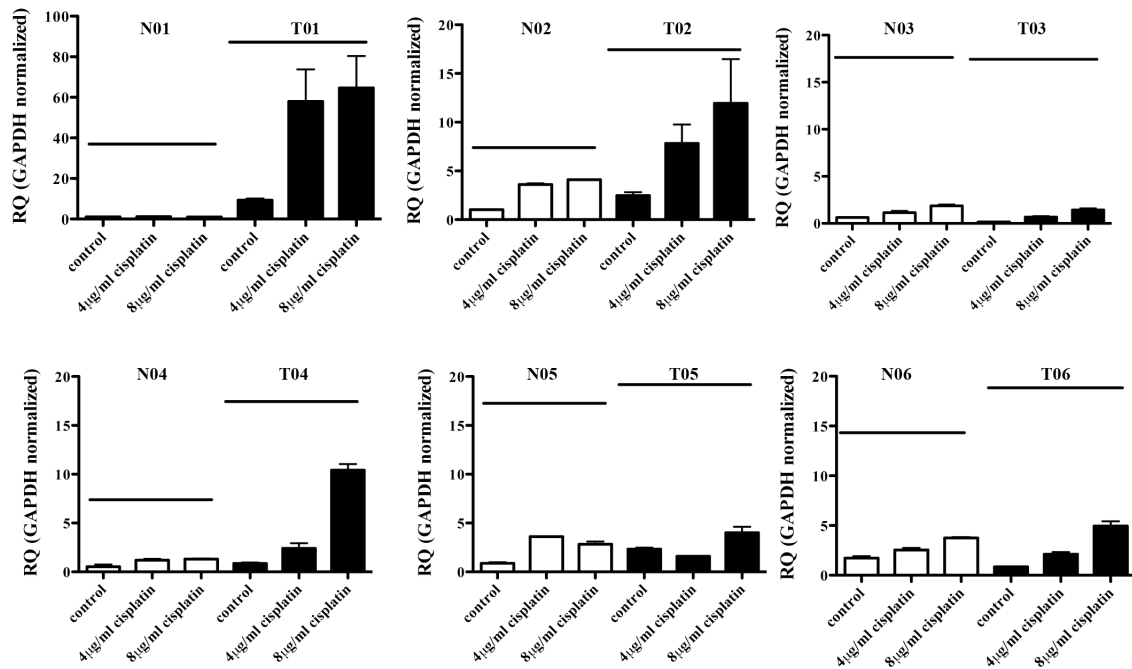 N01 T01
RQ (GAPDH normalized)
100
80
60
40
20
0
control
4µg/ml cisplatin
8µg/ml cisplatin
control
4µg/ml cisplatin
8µg/ml cisplatin
N02 T02
RQ (GAPDH normalized)
20
15
10
5
0
control
4µg/ml cisplatin
8µg/ml cisplatin
control
4µg/ml cisplatin
8µg/ml cisplatin
N03 T03
RQ (GAPDH normalized)
20
15
10
5
0
control
4µg/ml cisplatin
8µg/ml cisplatin
control
4µg/ml cisplatin
8µg/ml cisplatin
N04 T04
RQ (GAPDH normalized)
20
15
10
5
0
control
4µg/ml cisplatin
8µg/ml cisplatin
control
4µg/ml cisplatin
8µg/ml cisplatin
N05 T05
RQ (GAPDH normalized)
20
15
10
5
0
control
4µg/ml cisplatin
8µg/ml cisplatin
control
4µg/ml cisplatin
8µg/ml cisplatin
N06 T06
RQ (GAPDH normalized)
20
15
10
5
0
control
4µg/ml cisplatin
8µg/ml cisplatin
control
4µg/ml cisplatin
8µg/ml cisplatin